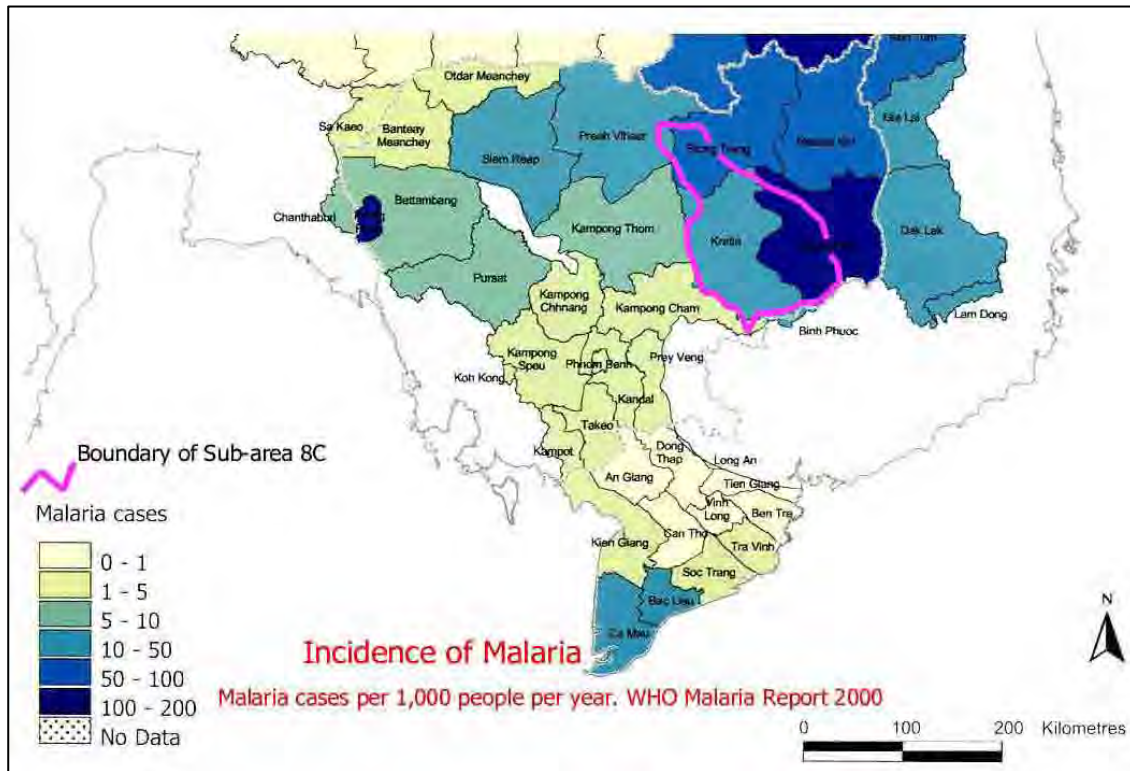 Otdar Meanchey
Sa Kaeo
Banteay
Meanchey
Siem Reap
Preah Vihear
Stung Treng
Gia Lai
Chanthaburi
Bettambang
Kampong Thom
Kratie
Dak Lak
Pursat
Kampong
Chhnang
Kampong Cham
Lam Dong
Binh Phuoc
Kampong
Speu
Phnom Penh
Prey Veng
Koh Kong
Kandal
Takeo
Kampot
Dong
Thap
Long An
An Giang
Tien Giang
Vinh
Long
Ben Tre
Can Tho
Kien Giang
Tra Vinh
Soc Trang
Bac Lieu
Ca Mau
Boundary of Sub-area 8C
Malaria cases
0 - 1
1 - 5
5 - 10
10 - 50
50 - 100
100 - 200
No Data
Incidence of Malaria
Malaria cases per 1,000 people per year. WHO Malaria Report 2000
N
0 100 200 Kilometres